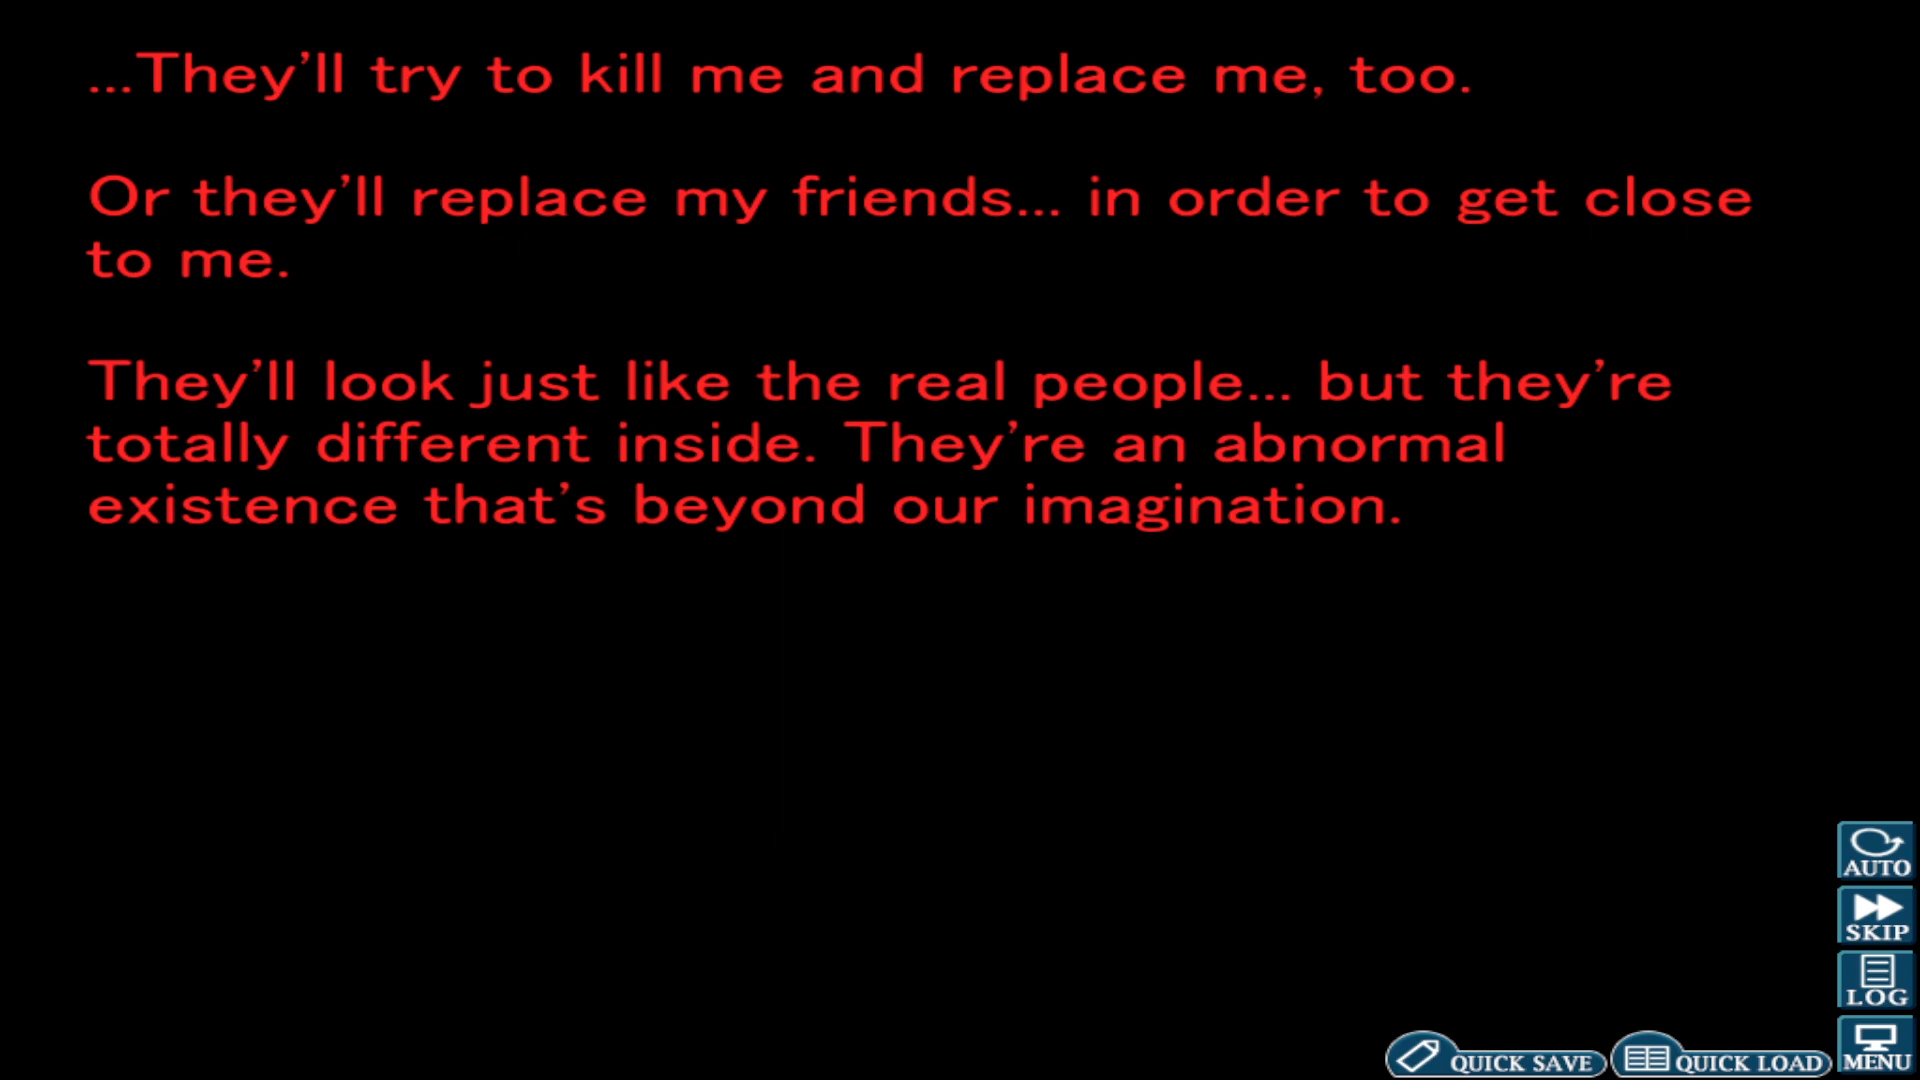 ...They'll try to kill me and replace me, too.
Or they'll replace my friends... in order to get close
to me.
They'll look just like the real people... but they're
totally different inside. They're an abnormal
existence that's beyond our imagination.
AUTO
SKIP
LOG
MENU
QUICK SAVE
QUICK LOAD